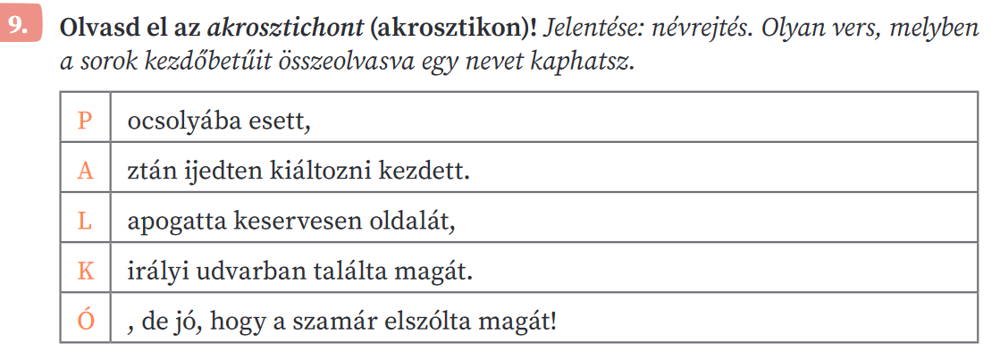 9. Olvasd el az akrosztichont (akrosztikon)! Jelentése: névrejtés. Olyan vers, melyben
a sorok kezdőbetűit összeolvasva egy nevet kaphatsz.
P ocsolyába esett,
A ztán ijedten kiáltozni kezdett.
L apogatta keservesen oldalát,
K irályi udvarban találta magát.
Ó , de jó, hogy a szamár elszólta magát!